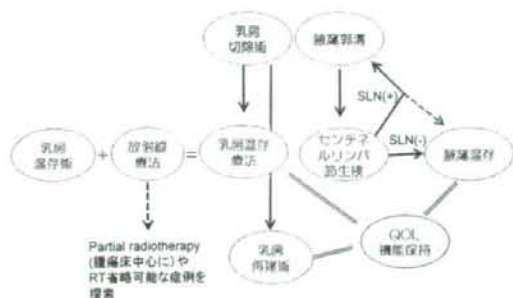 乳房
切除術
腋窩郭清
SLN(+)
乳房
温存術
+
放射線
療法
=
乳房温存
療法
センチネ
ルリンパ
節生検
SLN(-)
腋窩温存
Partial radiotherapy
(腫瘍床中心に)や
RT省略可能な症例を
模索
乳房
再建術
QOL
機能保持